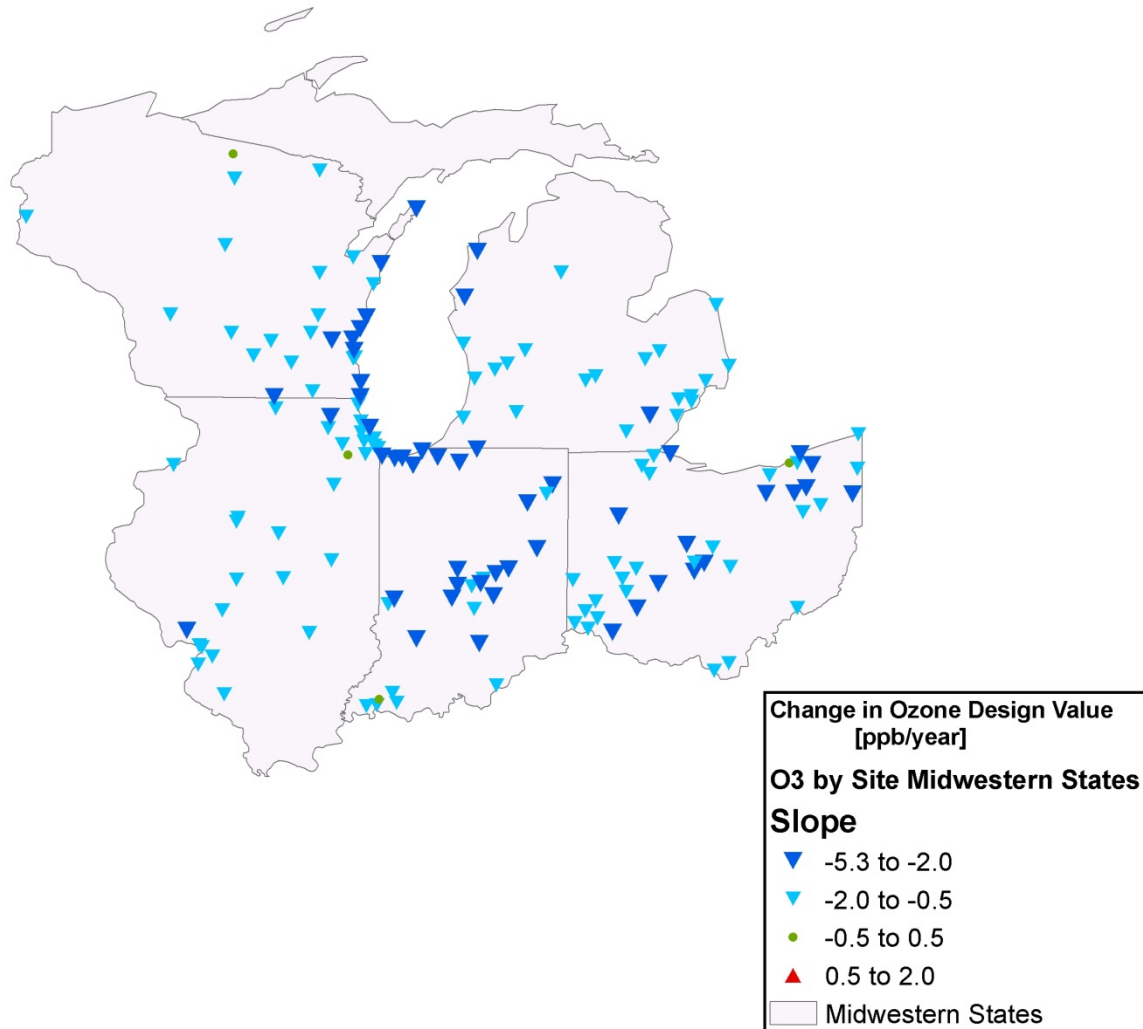 Change in Ozone Design Value
[ppb/year]
O3 by Site Midwestern States
Slope
-5.3 to -2.0
-2.0 to -0.5
-0.5 to 0.5
0.5 to 2.0
Midwestern States